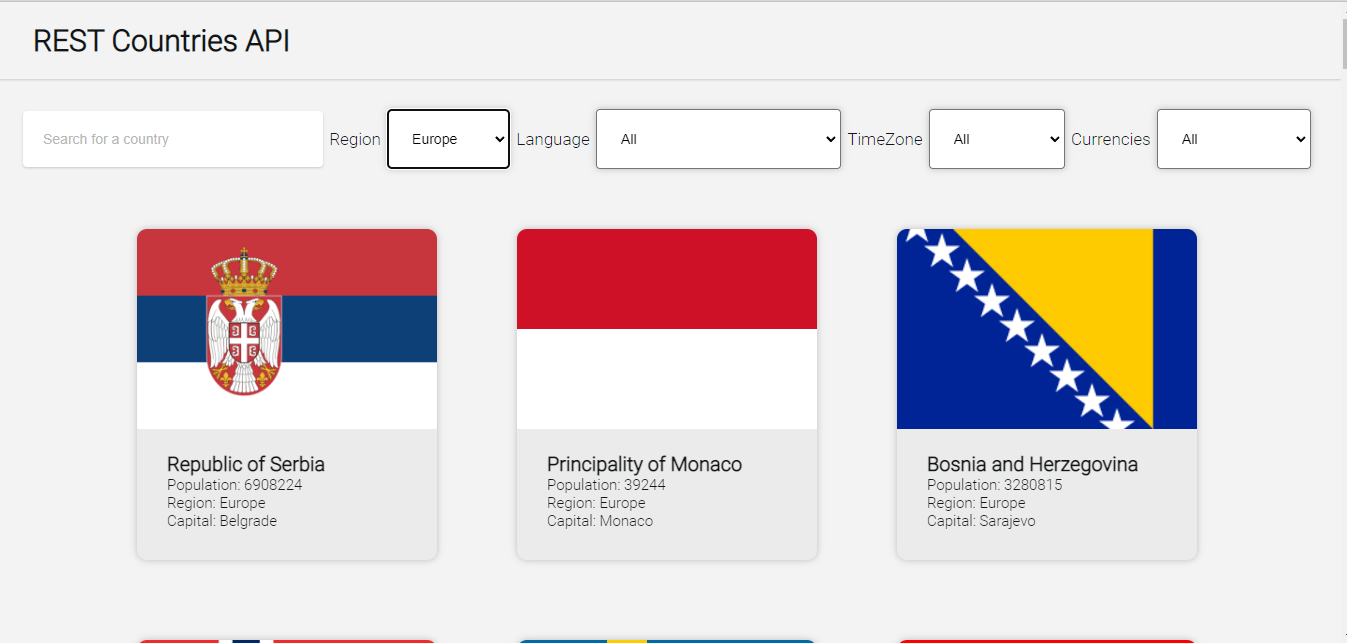 REST Countries API
Search for a country Region Europe Language All TimeZone All Currencies All
Republic of Serbia
Population: 6908224
Region: Europe
Capital: Belgrade
Principality of Monaco
Population: 39244
Region: Europe
Capital: Monaco
Bosnia and Herzegovina
Population: 3280815
Region: Europe
Capital: Sarajevo